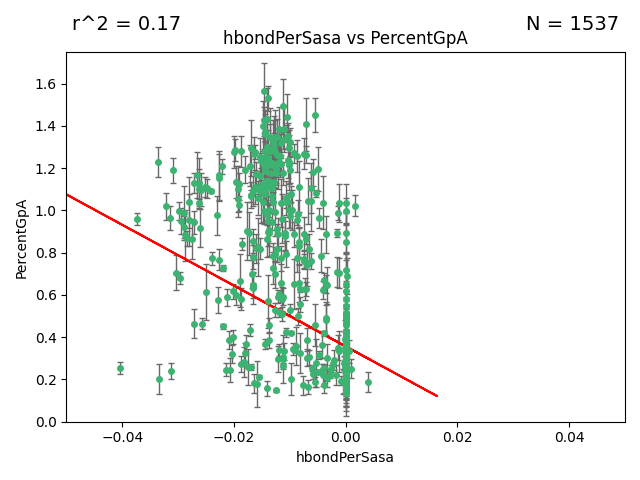 r^2 = 0.17 N = 1537
hbondPerSasa vs PercentGpA
1.6
1.4
1.2
1.0
0.8
0.6
0.4
0.2
0.0
PercentGpA
−0.04 −0.02 0.00 0.02 0.04
hbondPerSasa